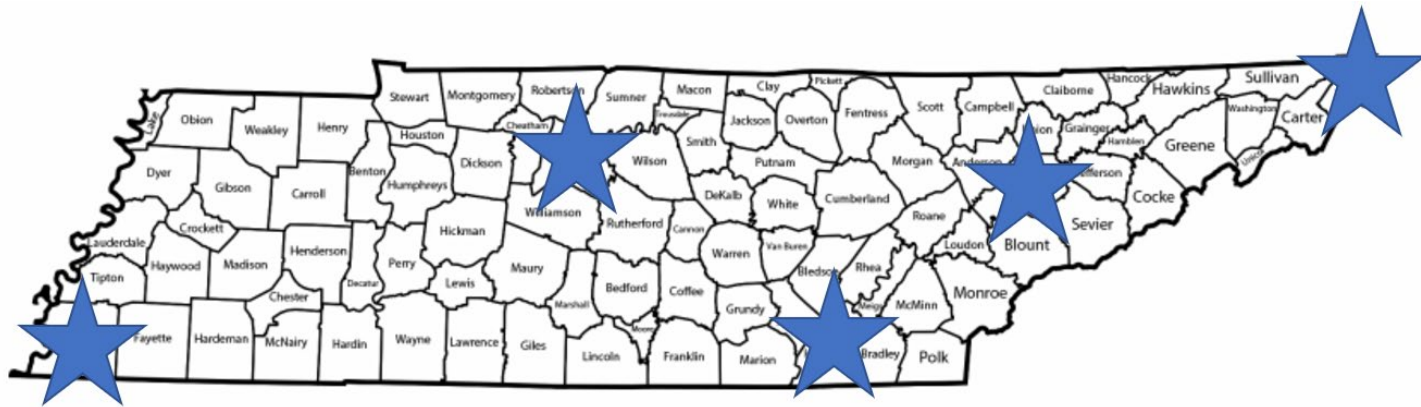 Stewart
Montgomery
Robertson
Sumner
Macon
Clay
Pickett
Fentress
Scott
Campbell
Claiborne
Hancock
Hawkins
Sullivan
Lake
Obion
Weakley
Henry
Houston
Cheatham
Trousdale
Jackson
Overton
Grainger
Hamblen
Washington
Carter
Dyer
Gibson
Carroll
Benton
Humphreys
Dickson
Wilson
Smith
Putnam
Morgan
Anderson
Greene
Unicoi
Crockett
Williamson
Rutherford
DeKalb
White
Cumberland
Roane
Cocke
Lauderdale
Haywood
Madison
Henderson
Decatur
Perry
Hickman
Maury
Cannon
Warren
Van Buren
Loudon
Blount
Sevier
Tipton
Chester
Lewis
Marshall
Bedford
Coffee
Grundy
Rhea
Meigs
McMinn
Monroe
Fayette
Hardeman
McNairy
Hardin
Wayne
Lawrence
Giles
Lincoln
Moore
Franklin
Marion
Bradley
Polk